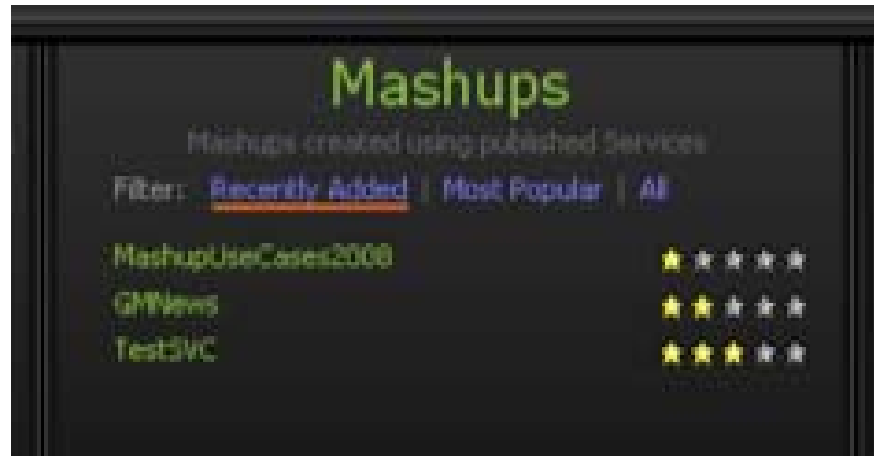 Mashups
Mashups created using published Services
Filter: Recently Added | Most Popular | All
MashupUseCases2008
GMNews
TestSVC